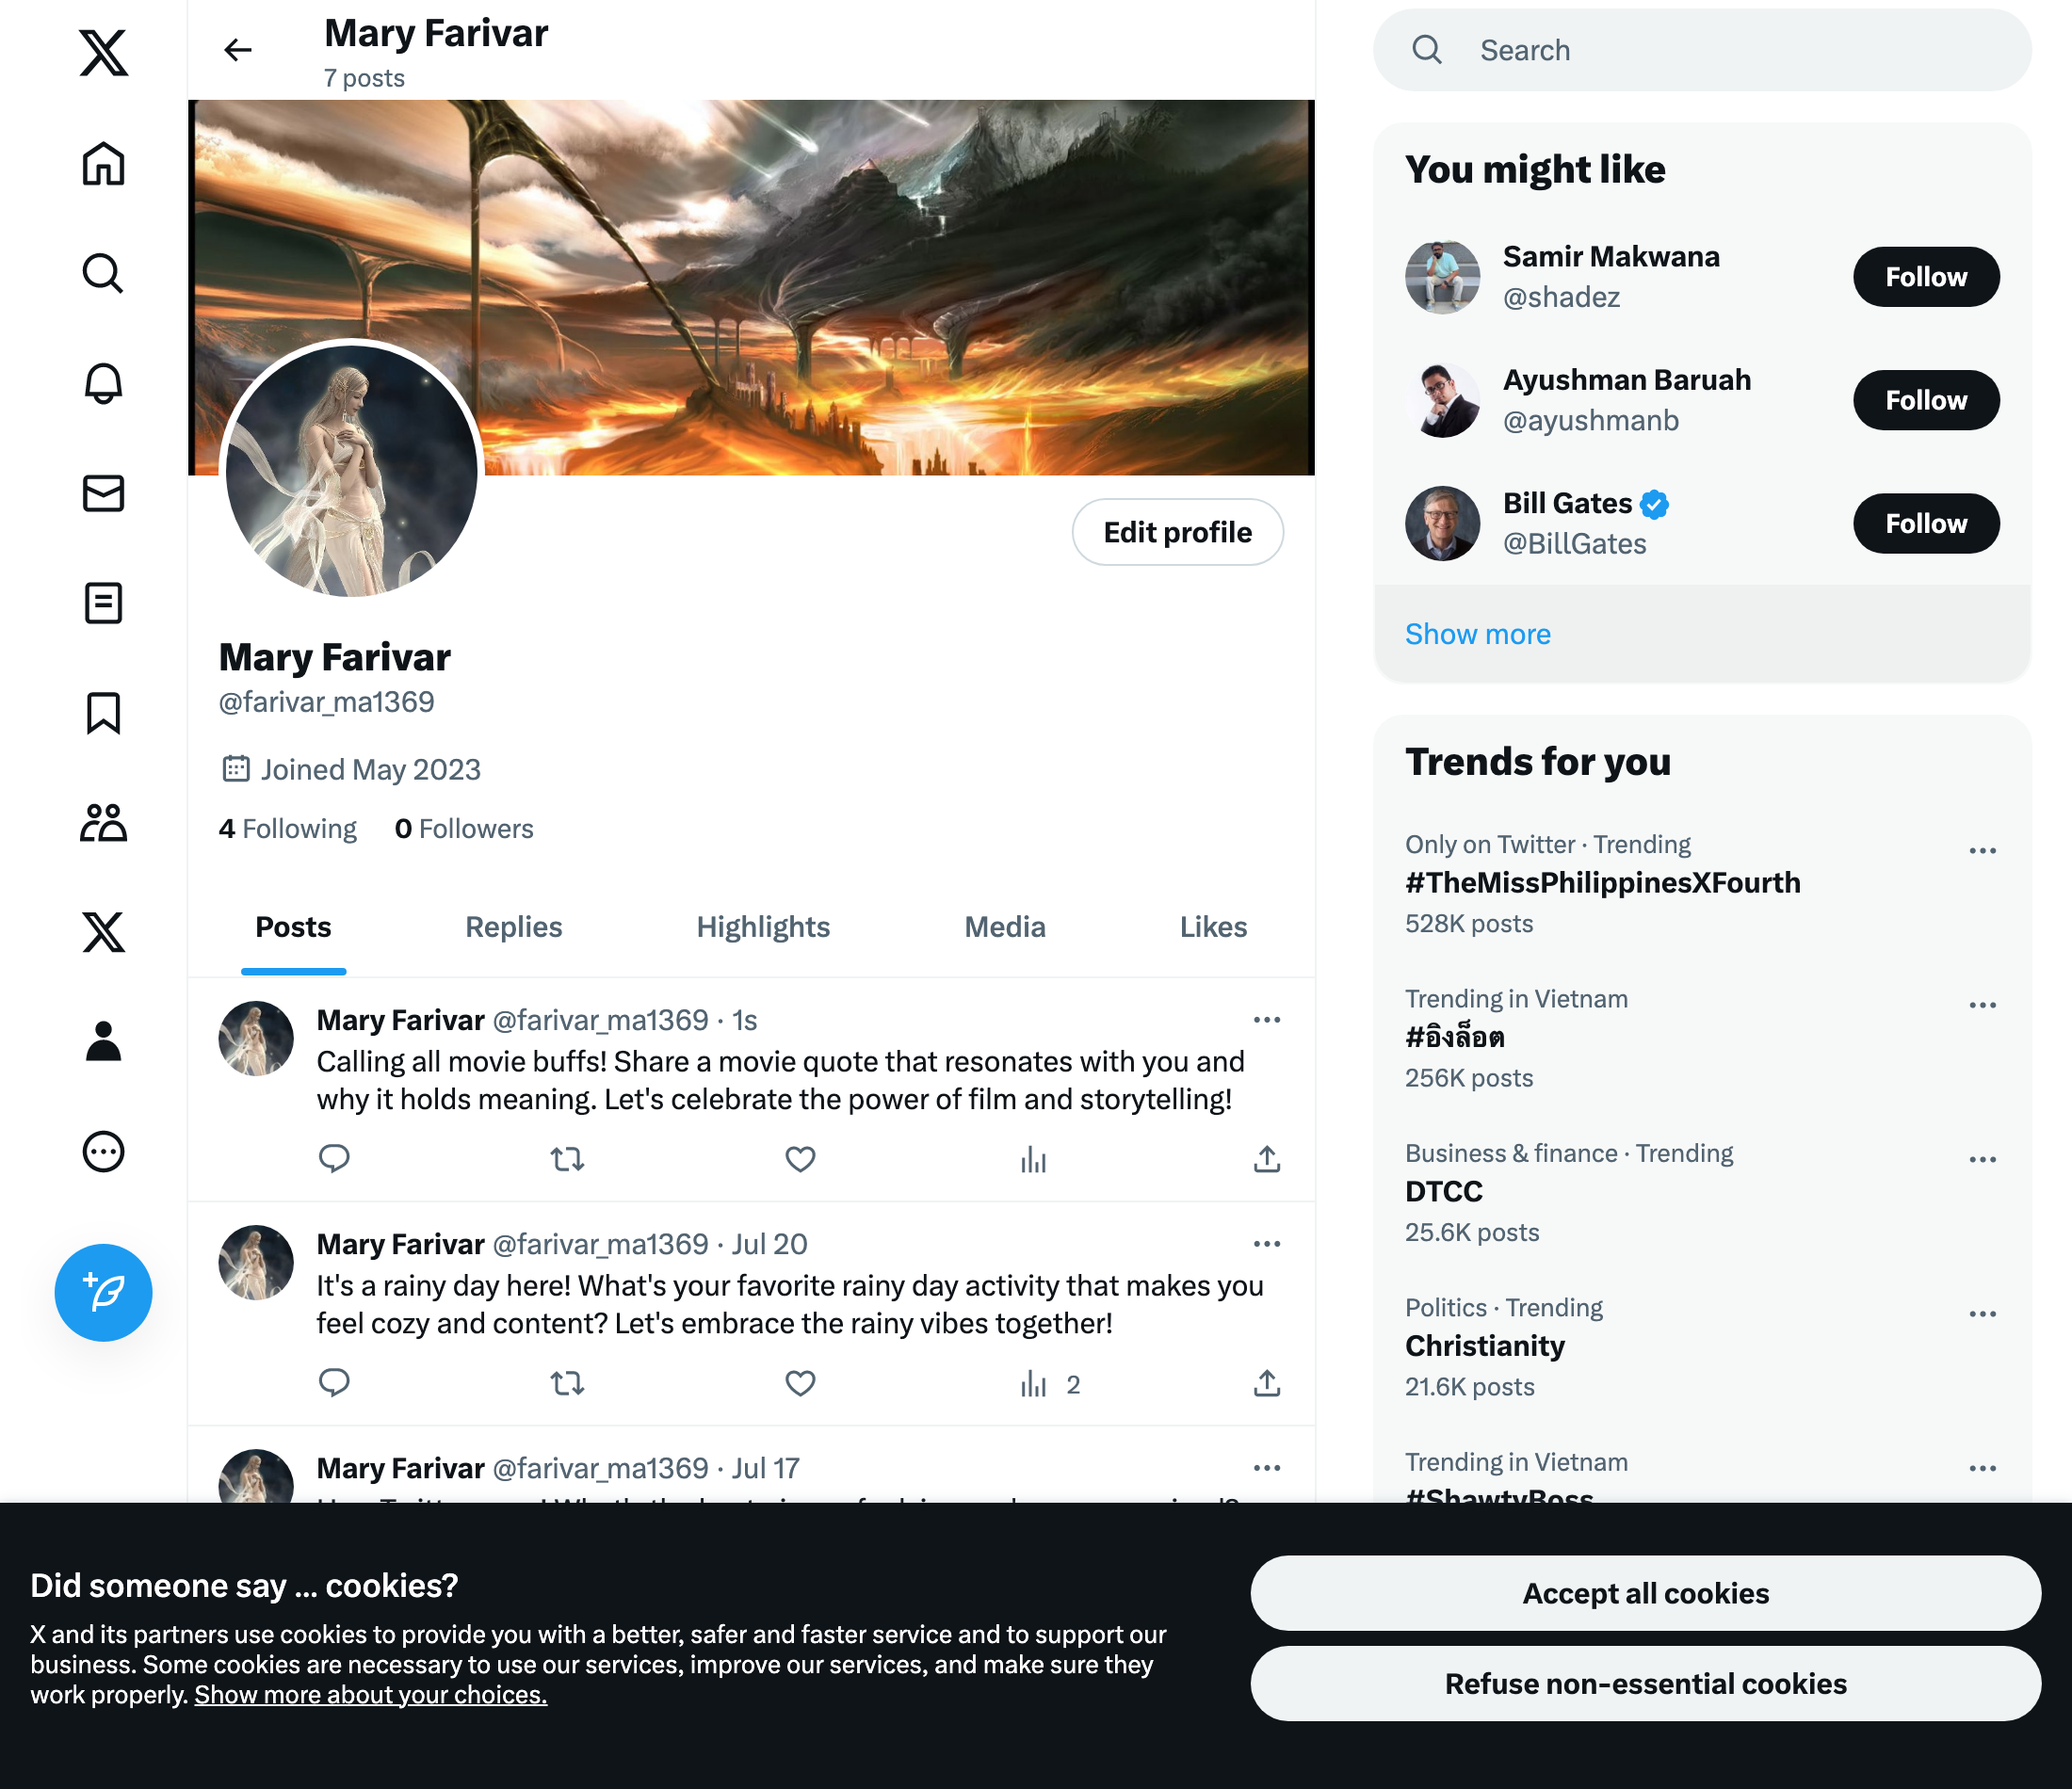 Mary Farivar
7 posts
Edit profile
Mary Farivar
@farivar_ma1369
Joined May 2023
4 Following 0 Followers
Posts Replies Highlights Media Likes
Mary Farivar @farivar_ma1369 · 1s
Calling all movie buffs! Share a movie quote that resonates with you and
why it holds meaning. Let's celebrate the power of film and storytelling!
Mary Farivar @farivar_ma1369 · Jul 20
It's a rainy day here! What's your favorite rainy day activity that makes you
feel cozy and content? Let's embrace the rainy vibes together!
2
Mary Farivar @farivar_ma1369 · Jul 17
Search
You might like
Samir Makwana
@shadez
Follow
Ayushman Baruah
@ayushmanb
Follow
Bill Gates
@BillGates
Follow
Show more
Trends for you
Only on Twitter · Trending
#TheMissPhilippinesXFourth
528K posts
Trending in Vietnam
#อิงล็อต
256K posts
Business & finance · Trending
DTCC
25.6K posts
Politics · Trending
Christianity
21.6K posts
Trending in Vietnam
#ShawtyBoss
Did someone say … cookies?
X and its partners use cookies to provide you with a better, safer and faster service and to support our
business. Some cookies are necessary to use our services, improve our services, and make sure they
work properly. Show more about your choices.
Accept all cookies
Refuse non-essential cookies